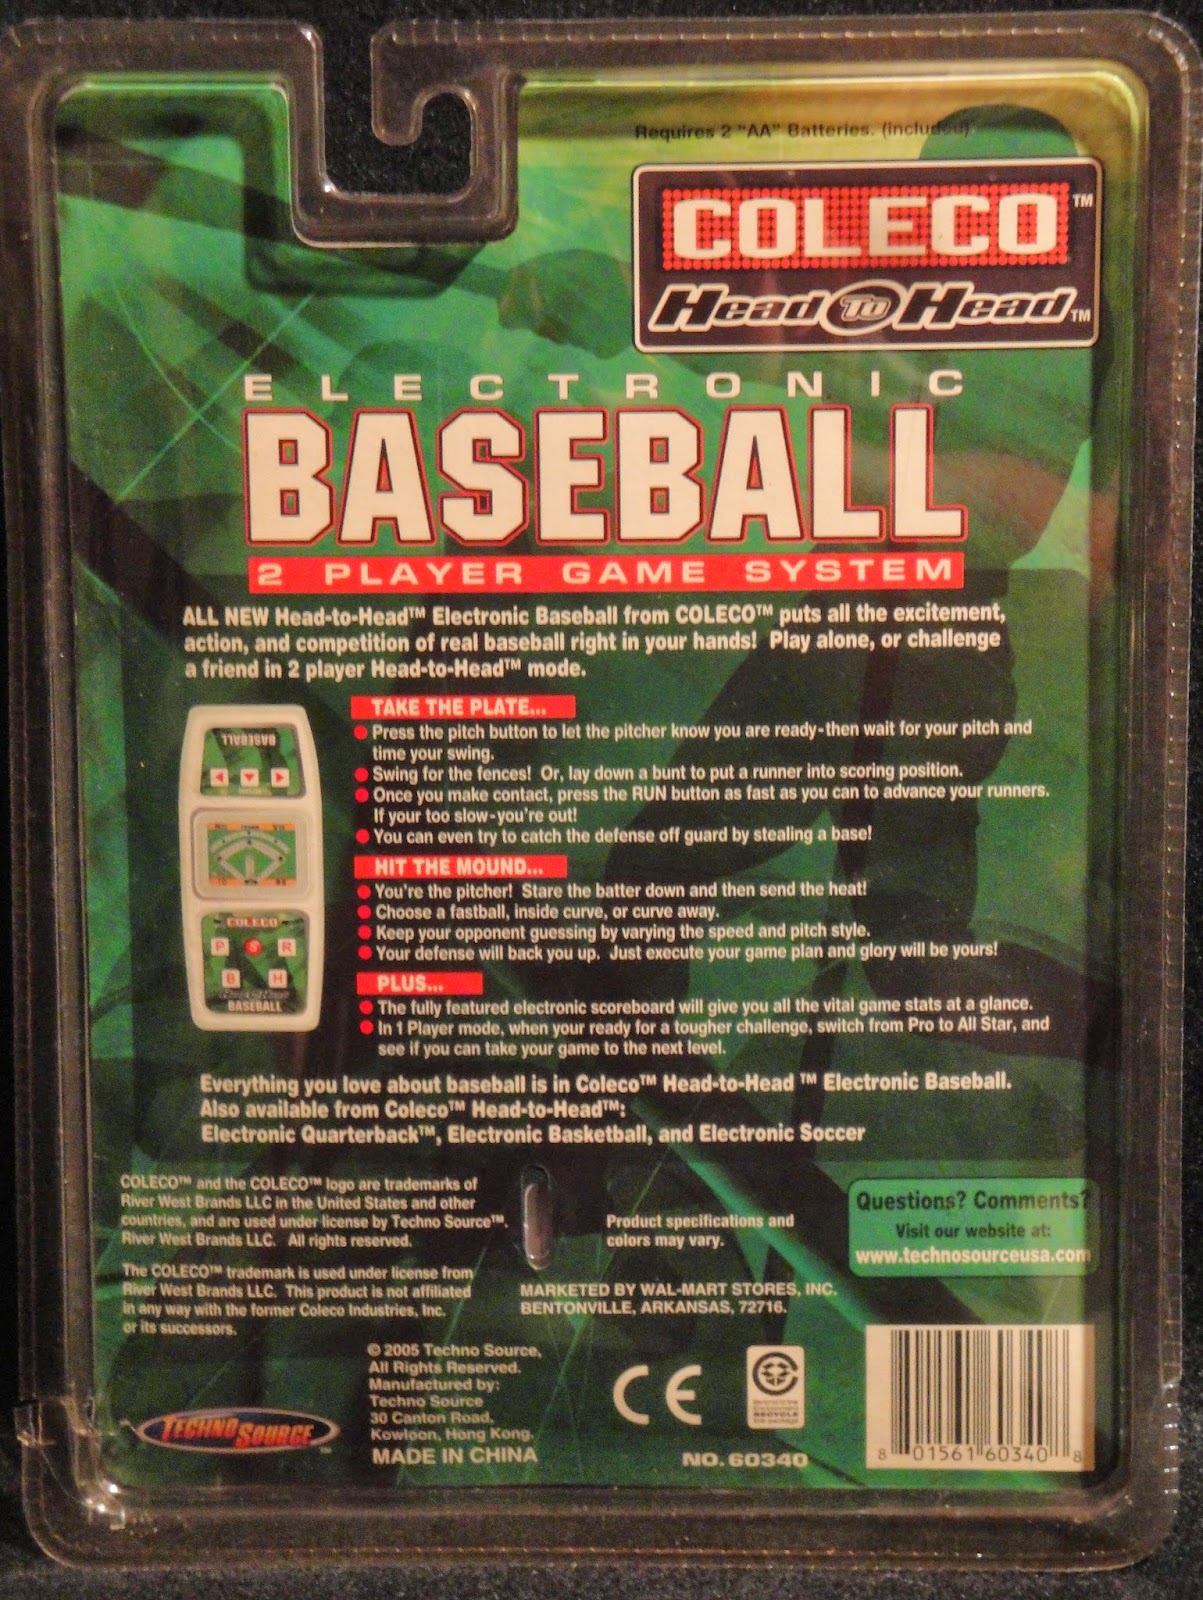 Requires 2 "AA" Batteries. (included)
COLECO™
Head To Head™
ELECTRONIC
BASEBALL
2 PLAYER GAME SYSTEM
ALL NEW Head-to-Head™ Electronic Baseball from COLECO™ puts all the excitement,
action, and competition of real baseball right in your hands! Play alone, or challenge
a friend in 2 player Head-to-Head™ mode.
TAKE THE PLATE...
● Press the pitch button to let the pitcher know you are ready-then wait for your pitch and
time your swing.
● Swing for the fences! Or, lay down a bunt to put a runner into scoring position.
● Once you make contact, press the RUN button as fast as you can to advance your runners.
If your too slow-you're out!
● You can even try to catch the defense off guard by stealing a base!
HIT THE MOUND...
● You're the pitcher! Stare the batter down and then send the heat!
● Choose a fastball, inside curve, or curve away.
● Keep your opponent guessing by varying the speed and pitch style.
● Your defense will back you up. Just execute your game plan and glory will be yours!
PLUS...
● The fully featured electronic scoreboard will give you all the vital game stats at a glance.
● In 1 Player mode, when your ready for a tougher challenge, switch from Pro to All Star, and
see if you can take your game to the next level.
BASEBALL
COLECO
P S R
B H
Head To Head
BASEBALL
Everything you love about baseball is in Coleco™ Head-to-Head ™ Electronic Baseball.
Also available from Coleco™ Head-to-Head™:
Electronic Quarterback™, Electronic Basketball, and Electronic Soccer
COLECO™ and the COLECO™ logo are trademarks of
River West Brands LLC in the United States and other
countries, and are used under license by Techno Source™.
River West Brands LLC. All rights reserved.
The COLECO™ trademark is used under license from
River West Brands LLC. This product is not affiliated
in any way with the former Coleco Industries, Inc.
or its successors.
Product specifications and
colors may vary.
Questions? Comments?
Visit our website at:
www.technosourceusa.com
MARKETED BY WAL-MART STORES, INC.
BENTONVILLE, ARKANSAS, 72716.
© 2005 Techno Source,
All Rights Reserved.
Manufactured by:
Techno Source
30 Canton Road,
Kowloon, Hong Kong.
MADE IN CHINA
TECHNO SOURCE™
CE
RECYCLE
NO. 60340
8 01561 60340 8